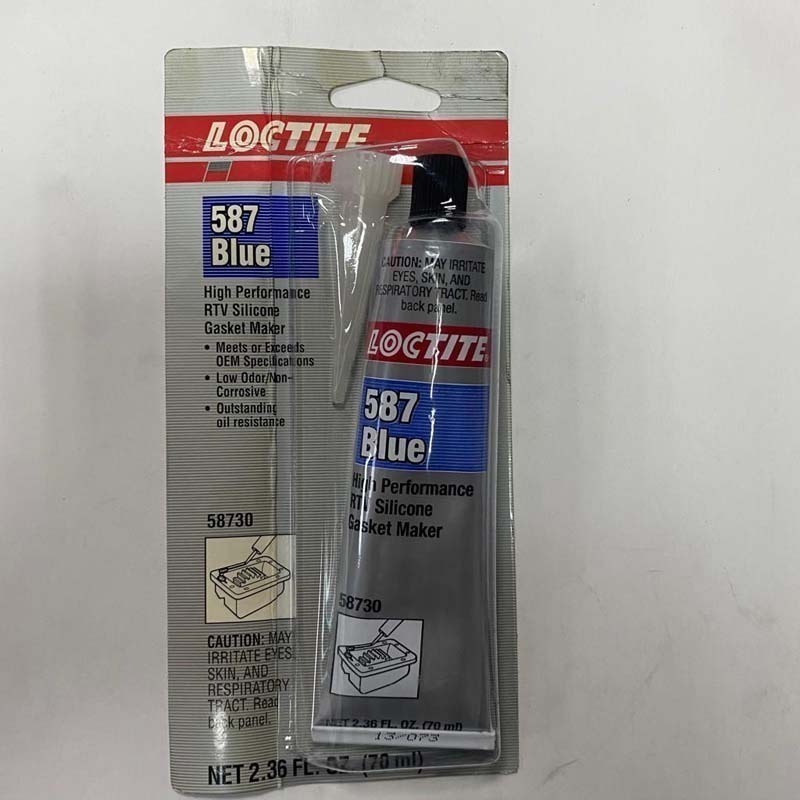 LOCTITE
587
Blue
High Performance
RTV Silicone
Gasket Maker
• Meets or Exceeds
OEM Specifications
• Low Odor/Non-
Corrosive
• Outstanding
oil resistance
58730
CAUTION: MAY
IRRITATE EYES,
SKIN, AND
RESPIRATORY
TRACT. Read
back panel.
NET 2.36 FL. OZ. (70 ml)
CAUTION: MAY IRRITATE
EYES, SKIN, AND
RESPIRATORY TRACT. Read
back panel.
LOCTITE
587
Blue
High Performance
RTV Silicone
Gasket Maker
58730
NET 2.36 FL. OZ. (70 ml)